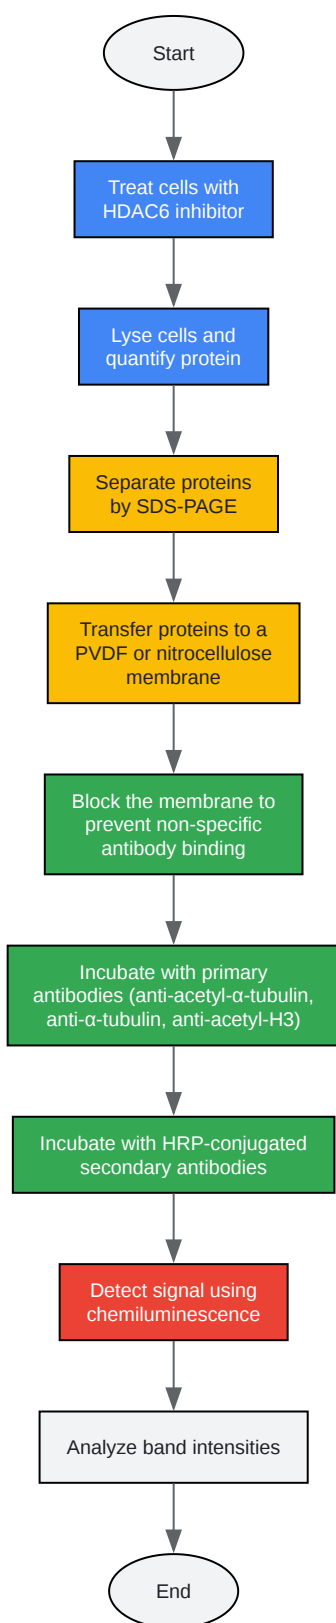 Start
Treat cells with
HDAC6 inhibitor
Lyse cells and
quantify protein
Separate proteins
by SDS-PAGE
Transfer proteins to a
PVDF or nitrocellulose
membrane
Block the membrane to
prevent non-specific
antibody binding
Incubate with primary
antibodies (anti-acetyl-α-tubulin,
anti-α-tubulin, anti-acetyl-H3)
Incubate with HRP-conjugated
secondary antibodies
Detect signal using
chemiluminescence
Analyze band intensities
End